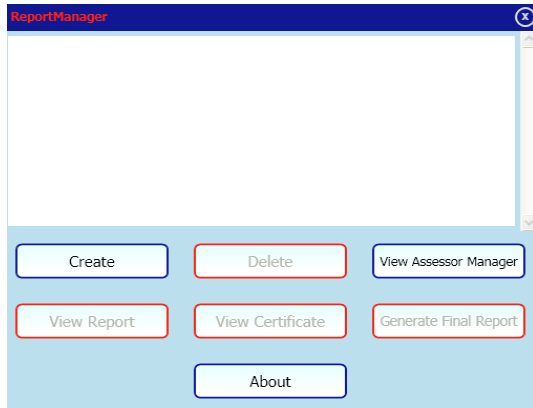 ReportManager
Create
Delete
View Assessor Manager
View Report
View Certificate
Generate Final Report
About